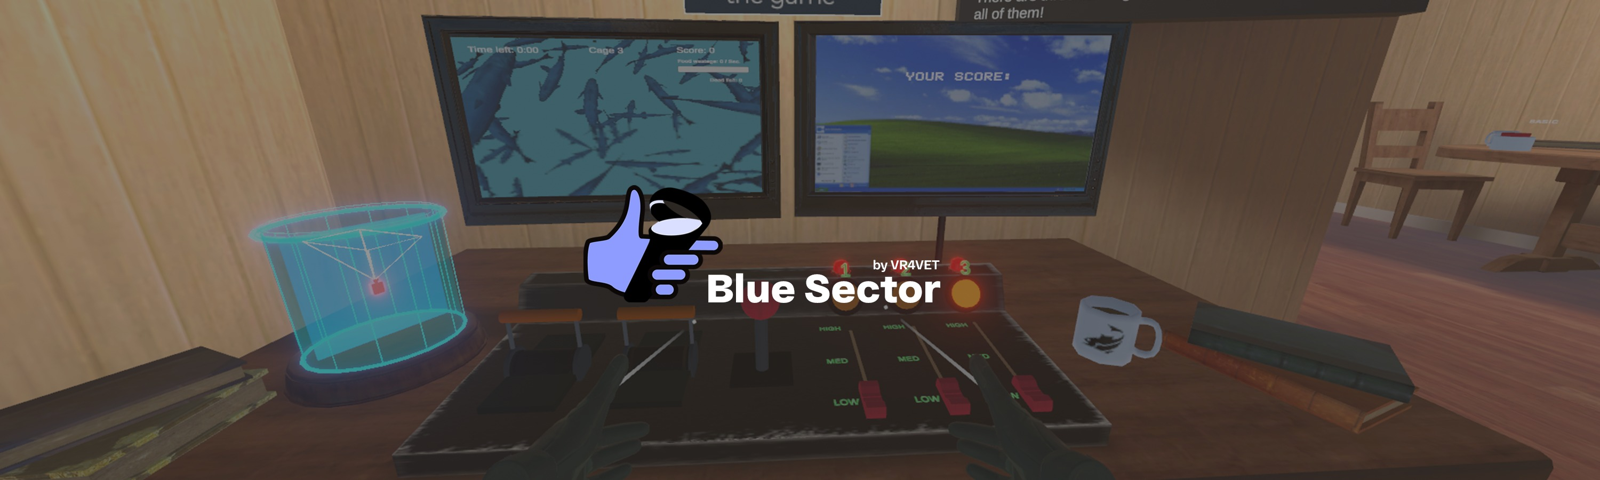 the game
all of them!
Time left: 0:00
Cage 3
Score: 0
YOUR SCORE:
by VR4VET
Blue Sector
1
2
3
HIGH
HIGH
HIGH
MED
MED
LOW
LOW